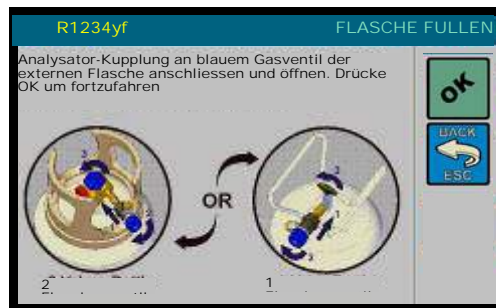 R1234yf
FLASCHE FULLEN
Analysator-Kupplung an blauem Gasventil der
externen Flasche anschliessen und öffnen. Drücke
OK um fortzufahren
OK
BACK
ESC
OR
2
1